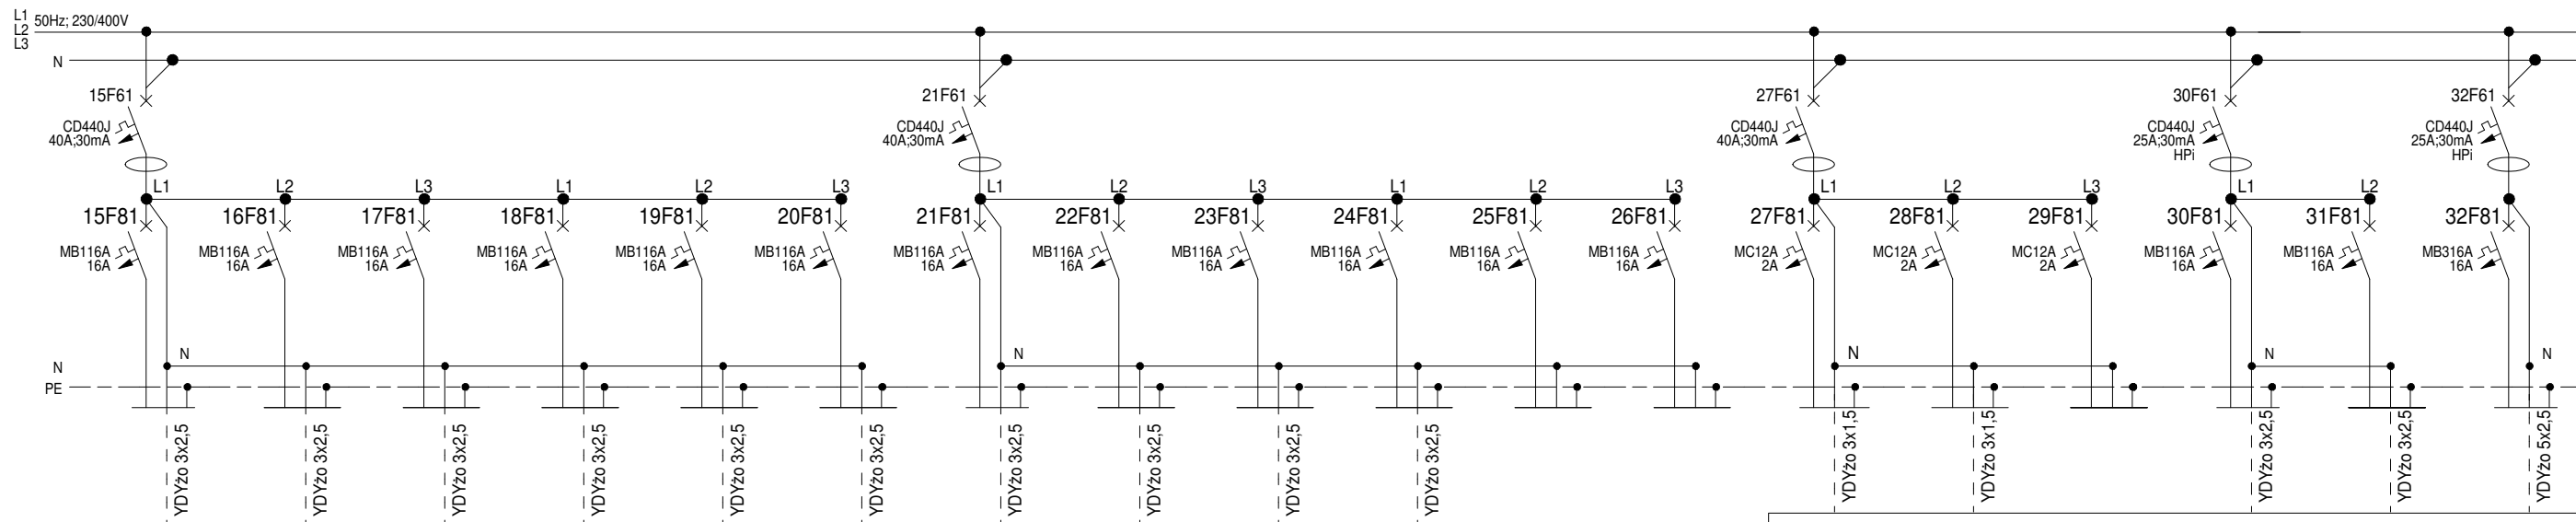 L1
L2 50Hz; 230/400V
L3
N
15F61 21F61 27F61 30F61 32F61
CD440J CD440J CD440J CD440J CD440J
40A;30mA 40A;30mA 40A;30mA 25A;30mA 25A;30mA
HPi HPi
L1 L2 L3 L1 L2 L3 L1 L2 L3 L1 L2 L3 L1 L2 L3 L1 L2
15F81 16F81 17F81 18F81 19F81 20F81 21F81 22F81 23F81 24F81 25F81 26F81 27F81 28F81 29F81 30F81 31F81 32F81
MB116A MB116A MB116A MB116A MB116A MB116A MB116A MB116A MB116A MB116A MB116A MB116A MC12A MC12A MC12A MB116A MB116A MB316A
16A 16A 16A 16A 16A 16A 16A 16A 16A 16A 16A 16A 2A 2A 2A 16A 16A 16A
N N N N N
N
PE
YDYżo 3x2,5
YDYżo 3x2,5
YDYżo 3x2,5
YDYżo 3x2,5
YDYżo 3x2,5
YDYżo 3x2,5
YDYżo 3x2,5
YDYżo 3x2,5
YDYżo 3x2,5
YDYżo 3x2,5
YDYżo 3x1,5
YDYżo 3x1,5
YDYżo 3x2,5
YDYżo 3x2,5
YDYżo 5x2,5